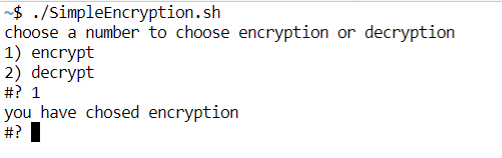 ~$ ./SimpleEncryption.sh
choose a number to choose encryption or decryption
1) encrypt
2) decrypt
#? 1
you have chosed encryption
#?